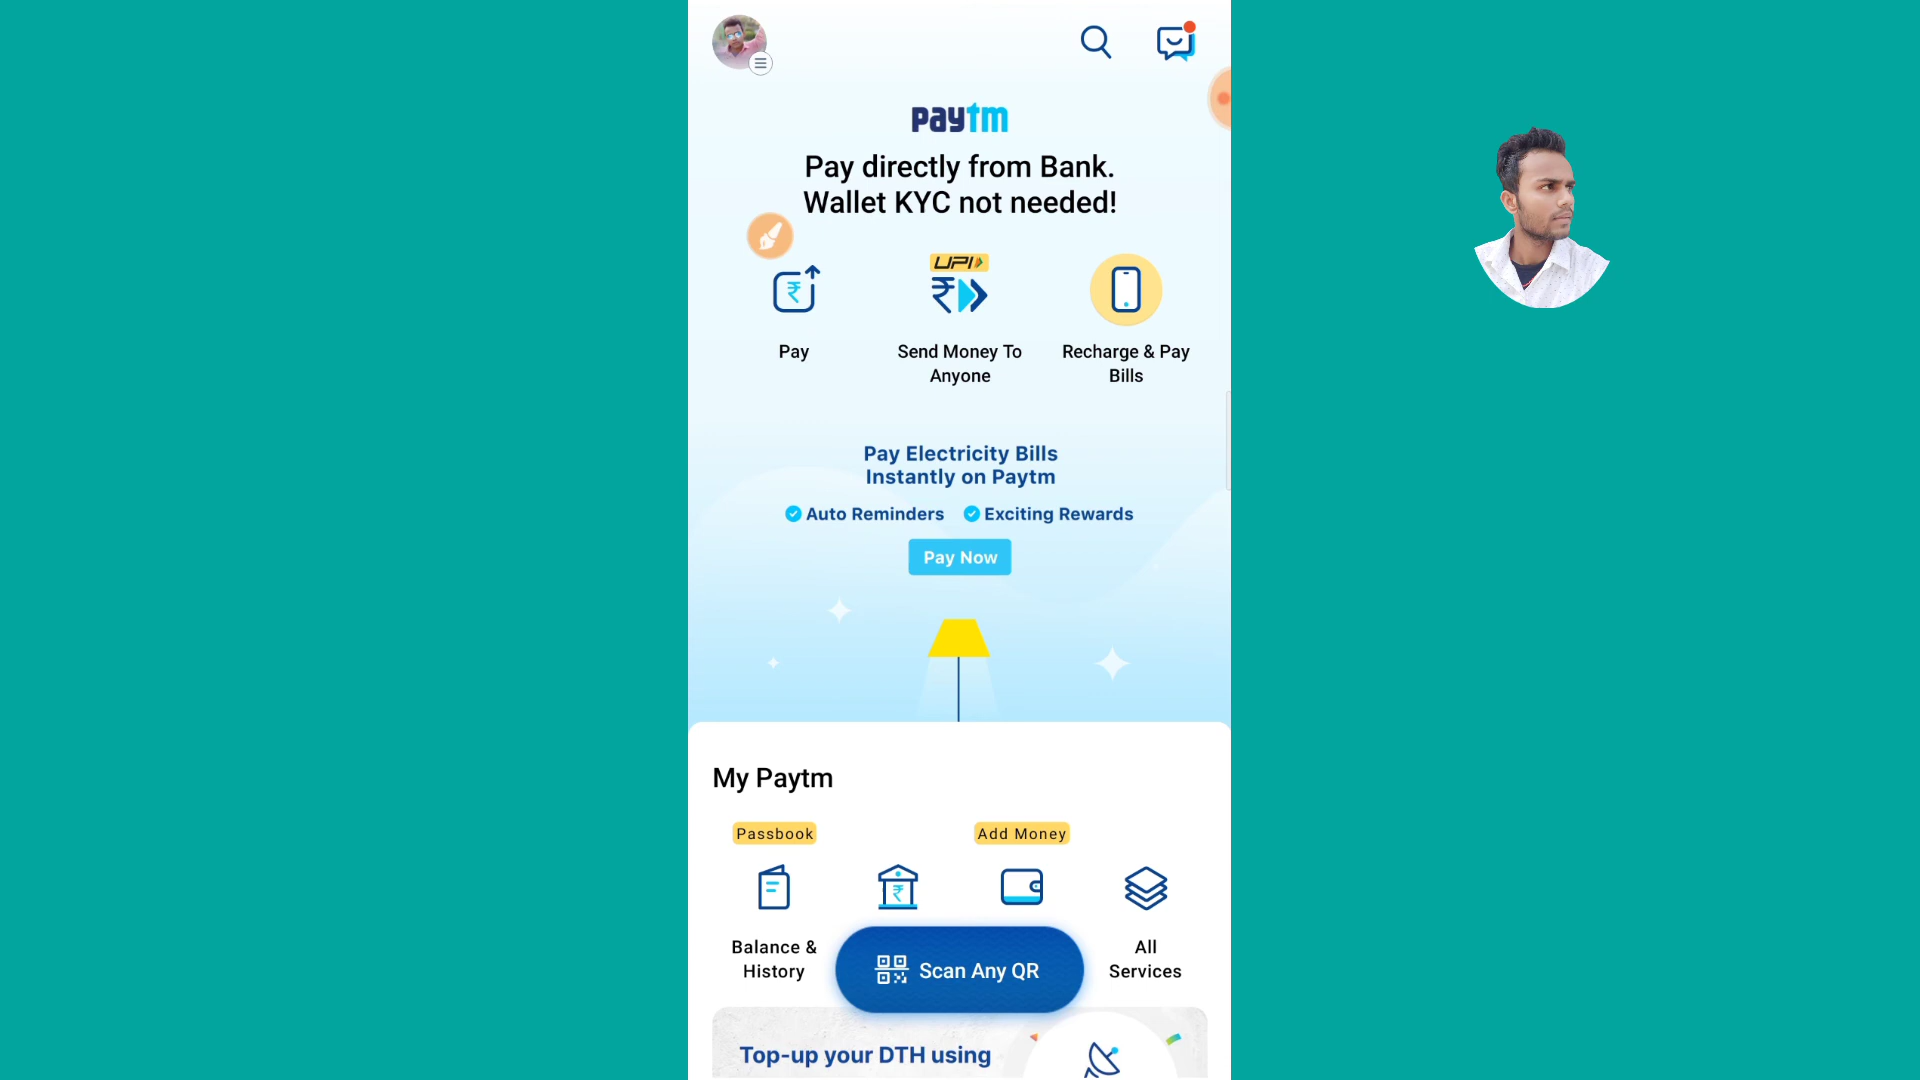 paytm
Pay directly from Bank.
Wallet KYC not needed!
UPI
Pay
Send Money To
Anyone
Recharge & Pay
Bills
Pay Electricity Bills
Instantly on Paytm
Auto Reminders Exciting Rewards
Pay Now
My Paytm
Passbook
Add Money
Balance &
History
All
Services
Scan Any QR
Top-up your DTH using